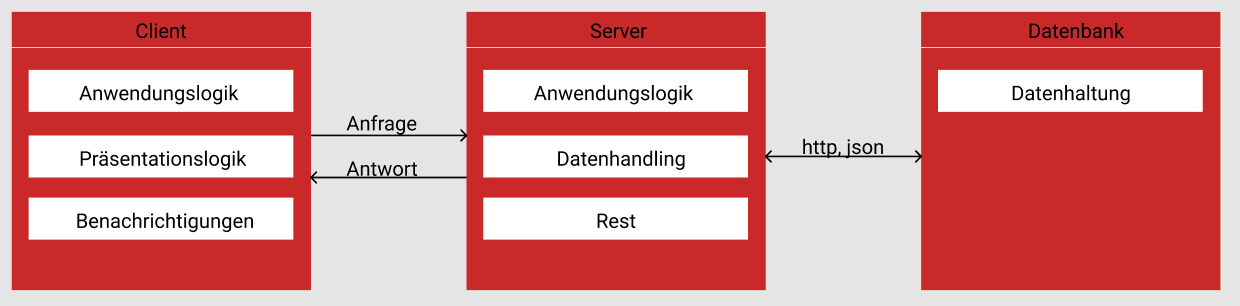 Client
Anwendungslogik
Präsentationslogik
Benachrichtigungen
Anfrage
Antwort
Server
Anwendungslogik
Datenhandling
Rest
http, json
Datenbank
Datenhaltung